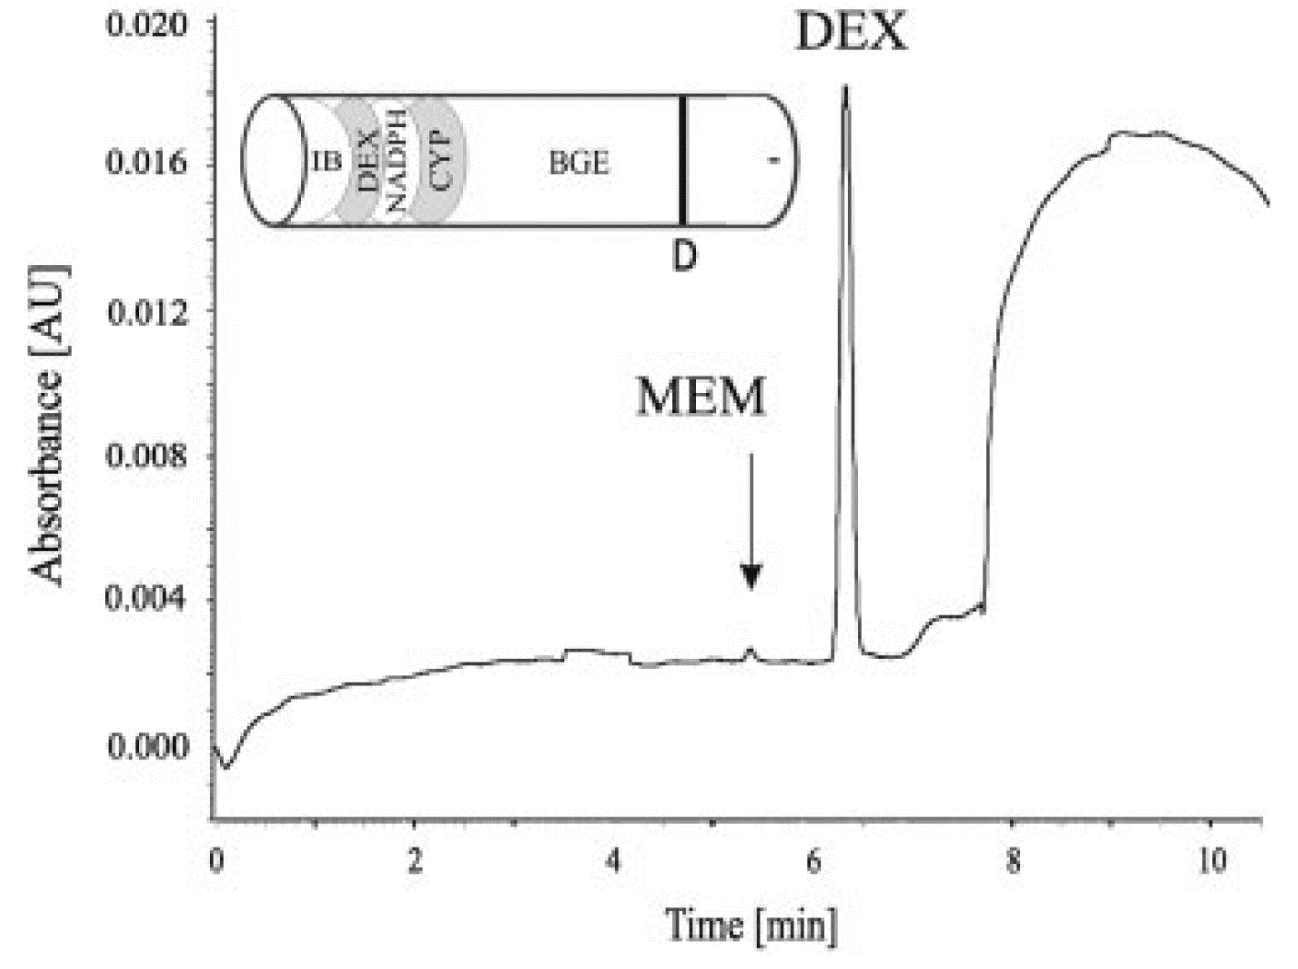 DEX
0.020
0.016
0.012
0.008
0.004
0.000
Absorbance [AU]
IB
DEX
NADPH
CYP
BGE
-
D
MEM
0 2 4 6 8 10
Time [min]